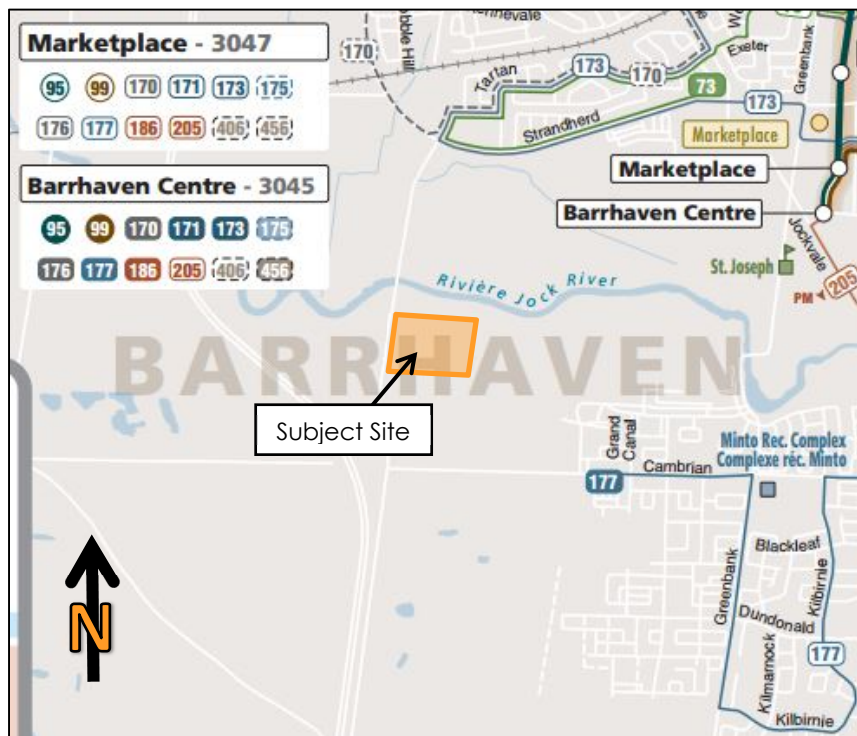 Marketplace - 3047
95 99 170 171 173 175
176 177 186 205 406 456
Barrhaven Centre - 3045
95 99 170 171 173 175
176 177 186 205 406 456
170
Tartan
173
170
73
Exeter
Greenbank
173
Strandherd
Marketplace
Marketplace
Barrhaven Centre
Jockvale
St. Joseph
205
PM
Rivière Jock River
BARRHAVEN
Subject Site
Grand
Canal
Cambrian
177
Minto Rec. Complex
Complexe réc. Minto
Blackleaf
Greenbank
Kilbirnie
Dundonald
Kilmarnock
177
Kilbirnie
N